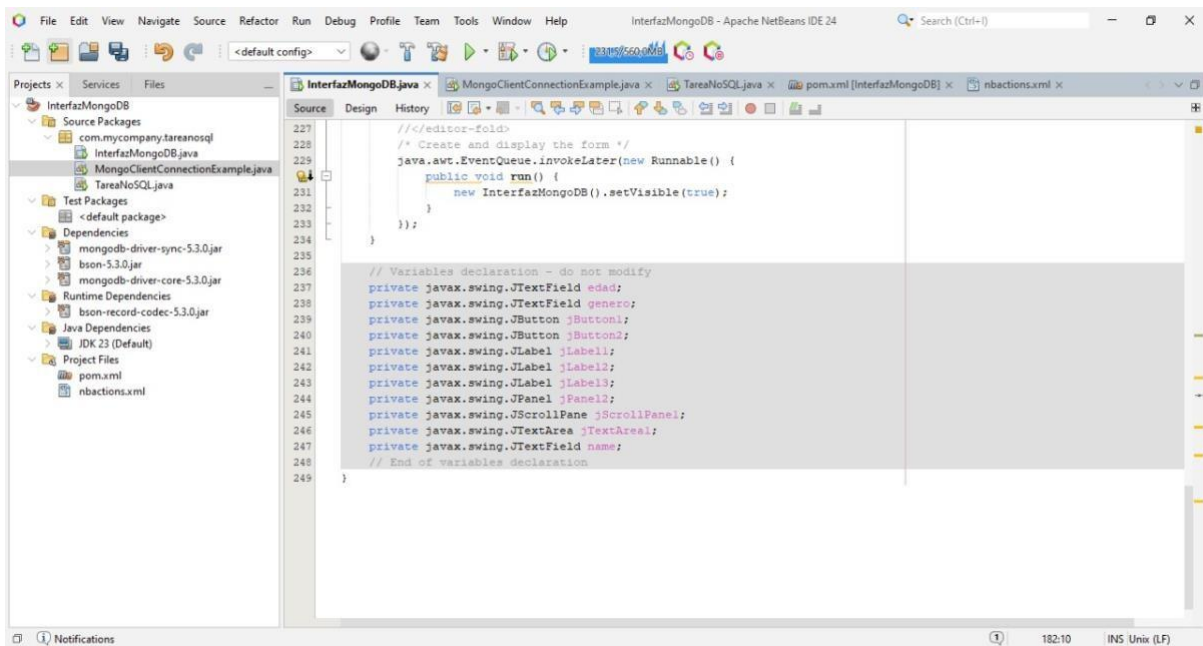 File Edit View Navigate Source Refactor Run Debug Profile Team Tools Window Help InterfazMongoDB - Apache NetBeans IDE 24 Search (Ctrl+I)
<default config> 231.5/560.0MB
Projects Services Files
InterfazMongoDB
Source Packages
com.mycompany.tareanosql
InterfazMongoDB.java
MongoClientConnectionExample.java
TareaNoSQL.java
Test Packages
<default package>
Dependencies
mongodb-driver-sync-5.3.0.jar
bson-5.3.0.jar
mongodb-driver-core-5.3.0.jar
Runtime Dependencies
bson-record-codec-5.3.0.jar
Java Dependencies
JDK 23 (Default)
Project Files
pom.xml
nbactions.xml
InterfazMongoDB.java MongoClientConnectionExample.java TareaNoSQL.java pom.xml [InterfazMongoDB] nbactions.xml
Source Design History
227 //</editor-fold>
228 /* Create and display the form */
229 java.awt.EventQueue.invokeLater(new Runnable() {
public void run() {
231 new InterfazMongoDB().setVisible(true);
232 }
233 });
234 }
235
236 // Variables declaration - do not modify
237 private javax.swing.JTextField edad;
238 private javax.swing.JTextField genero;
239 private javax.swing.JButton jButton1;
240 private javax.swing.JButton jButton2;
241 private javax.swing.JLabel jLabel1;
242 private javax.swing.JLabel jLabel2;
243 private javax.swing.JLabel jLabel3;
244 private javax.swing.JPanel jPanel2;
245 private javax.swing.JScrollPane jScrollPane1;
246 private javax.swing.JTextArea jTextArea1;
247 private javax.swing.JTextField name;
248 // End of variables declaration
249 }
Notifications 1 182:10 INS Unix (LF)